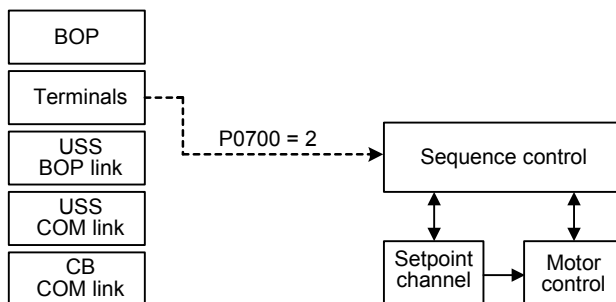 BOP
Terminals
USS
BOP link
USS
COM link
CB
COM link
P0700 = 2
Sequence control
Setpoint
channel
Motor
control